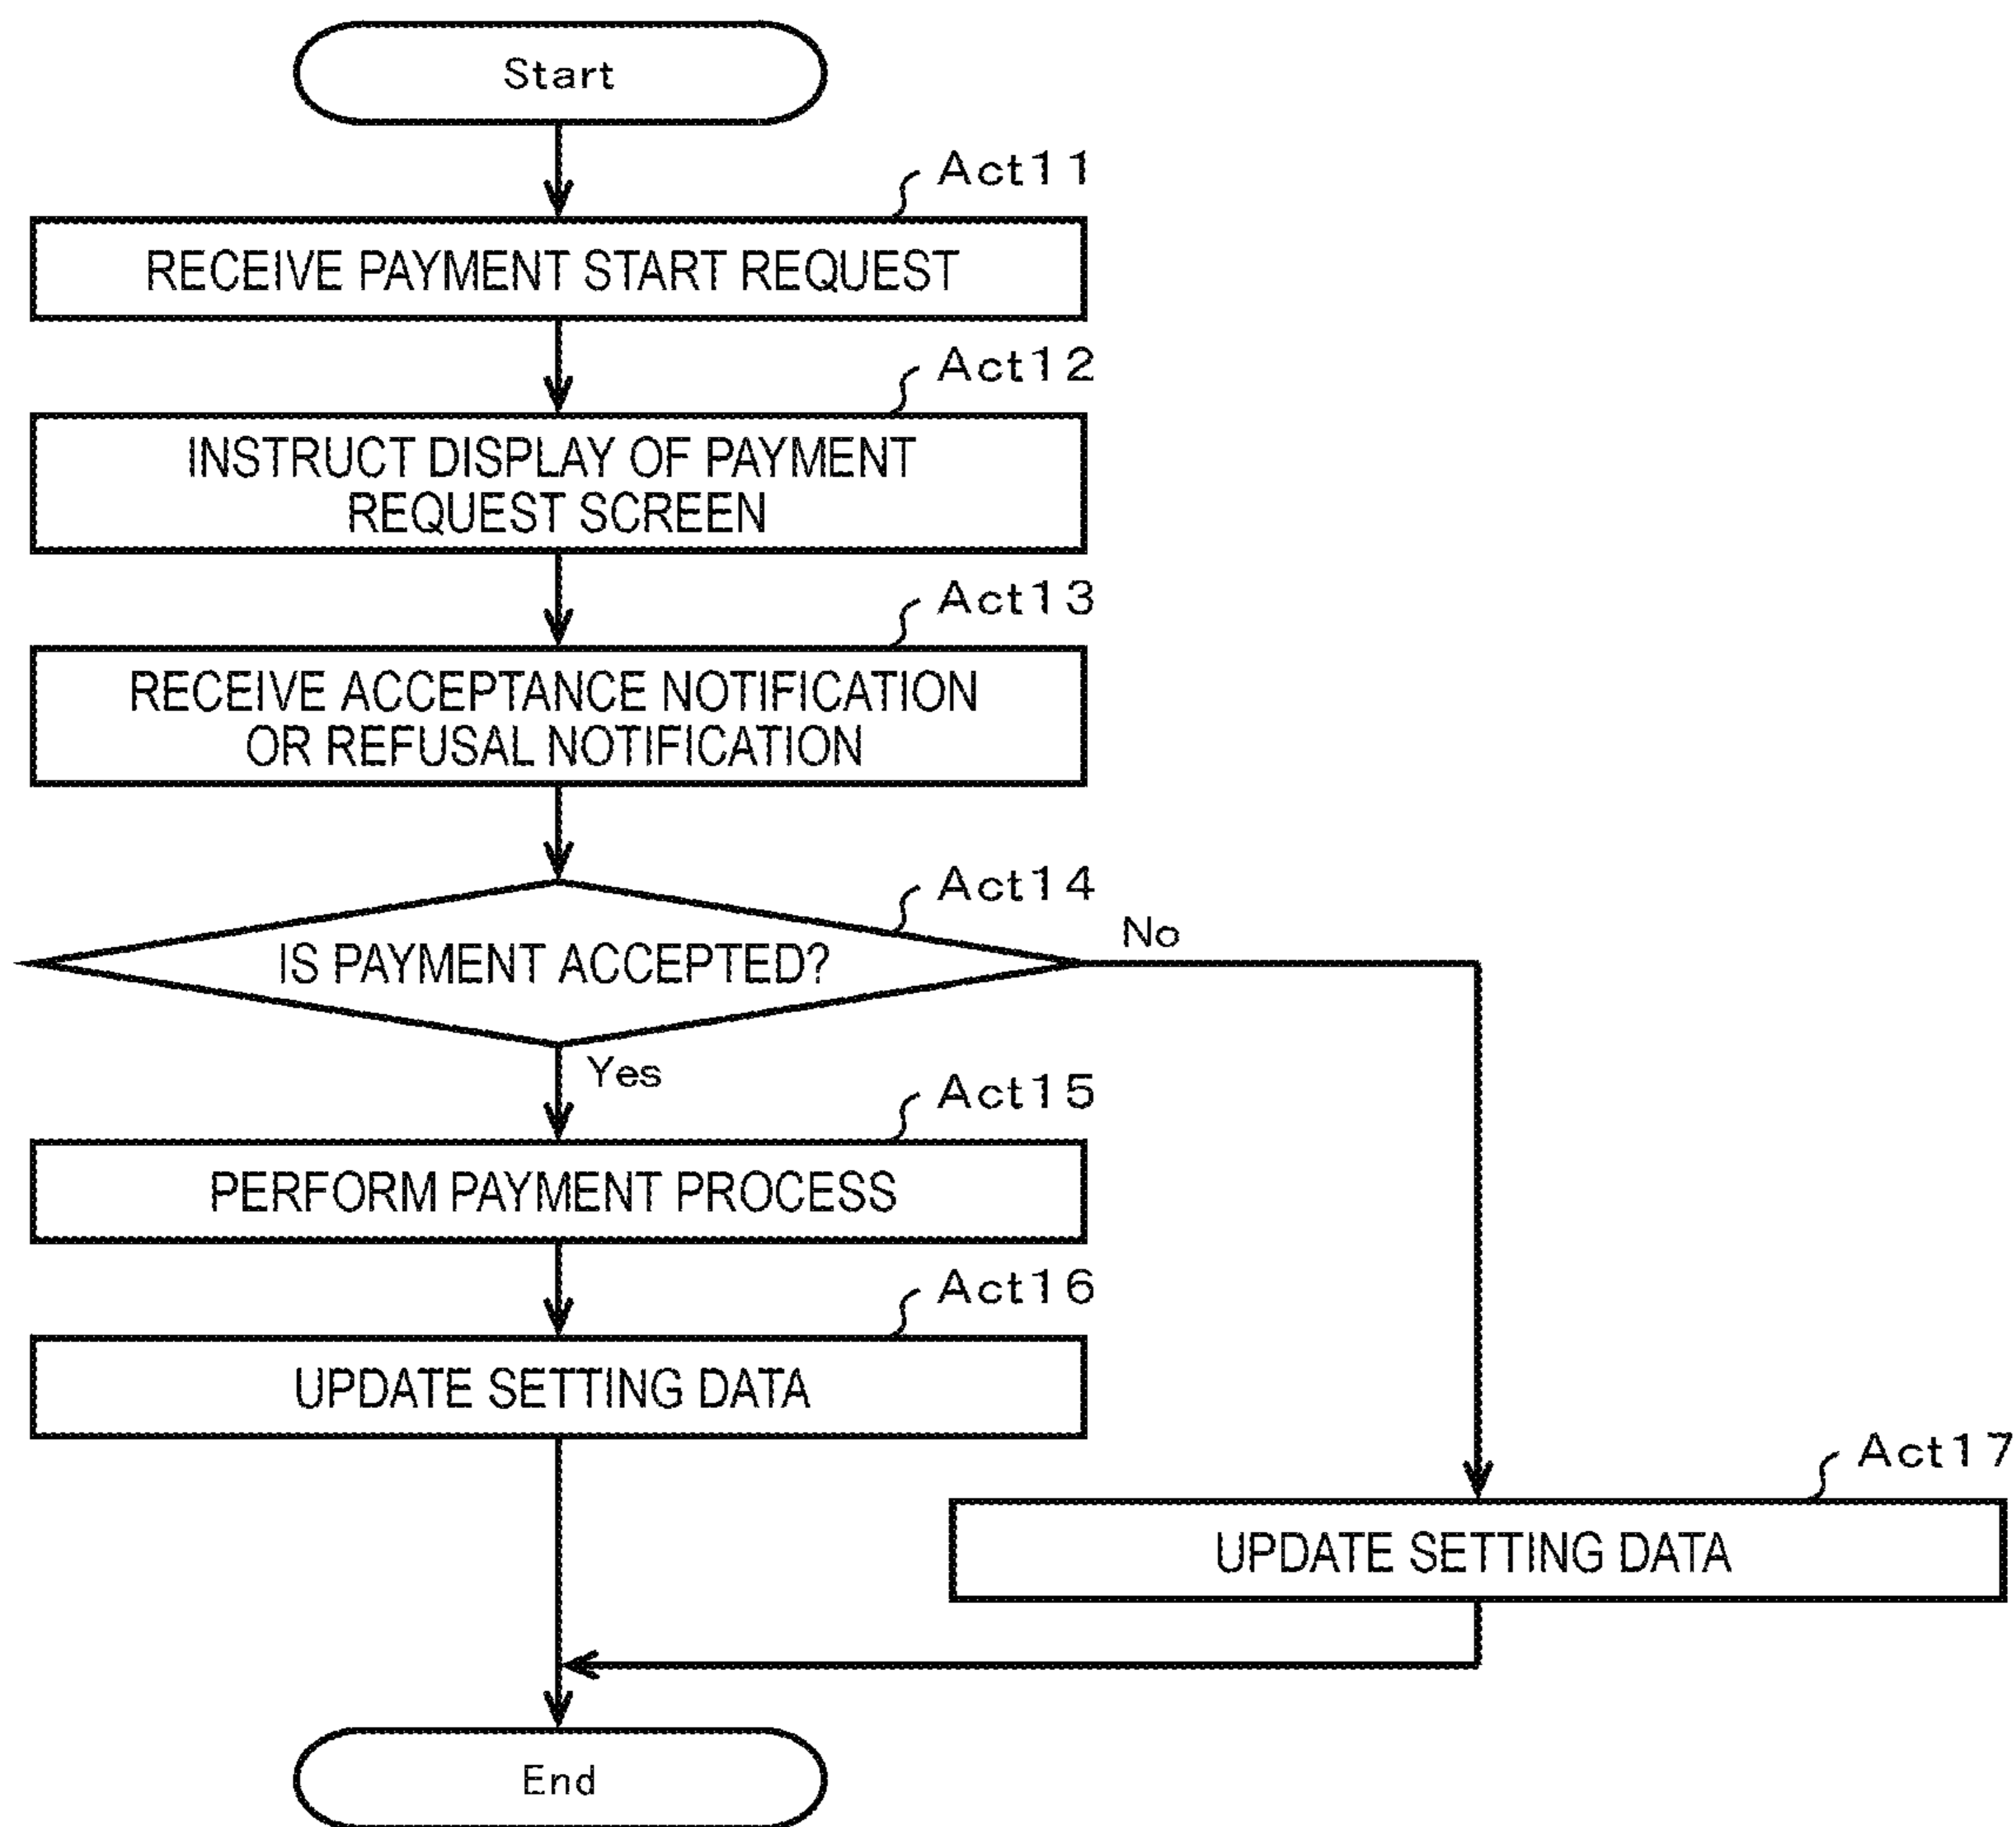 Start
Act11
RECEIVE PAYMENT START REQUEST
Act12
INSTRUCT DISPLAY OF PAYMENT
REQUEST SCREEN
Act13
RECEIVE ACCEPTANCE NOTIFICATION
OR REFUSAL NOTIFICATION
Act14
IS PAYMENT ACCEPTED?
No
Yes
Act15
PERFORM PAYMENT PROCESS
Act16
UPDATE SETTING DATA
Act17
UPDATE SETTING DATA
End